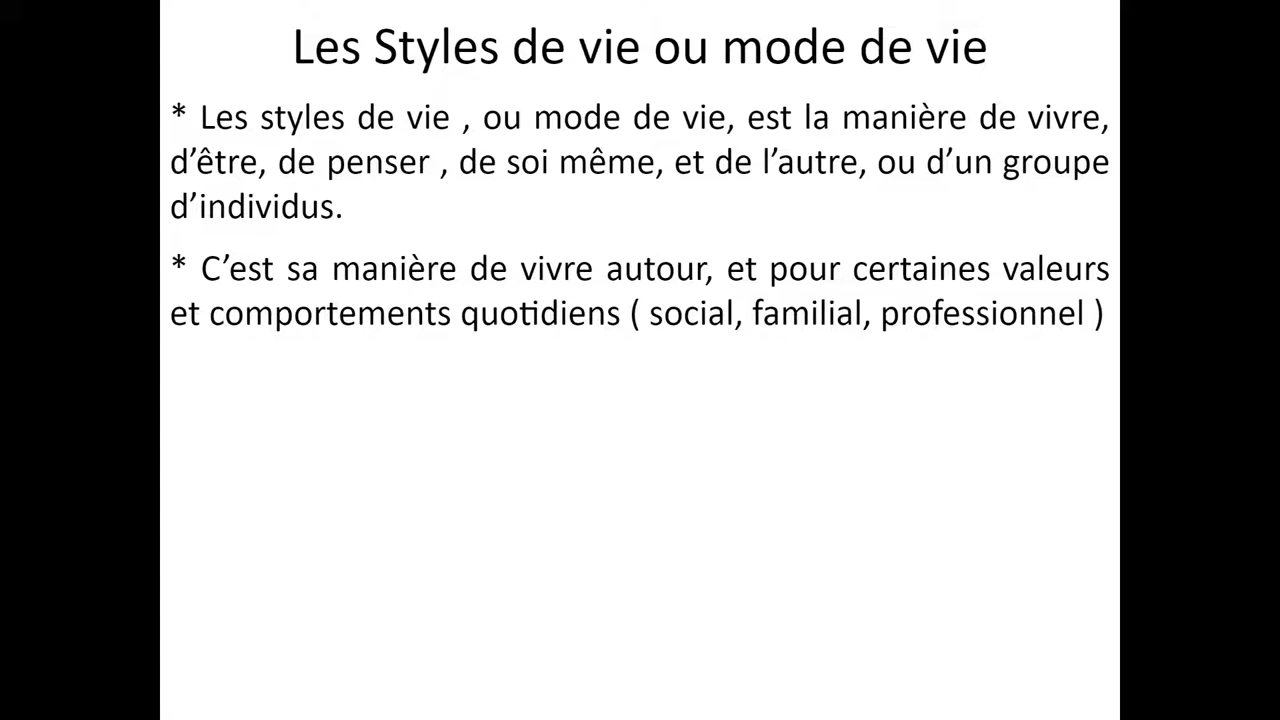 Les Styles de vie ou mode de vie
* Les styles de vie , ou mode de vie, est la manière de vivre,
d’être, de penser , de soi même, et de l’autre, ou d’un groupe
d’individus.
* C’est sa manière de vivre autour, et pour certaines valeurs
et comportements quotidiens ( social, familial, professionnel )